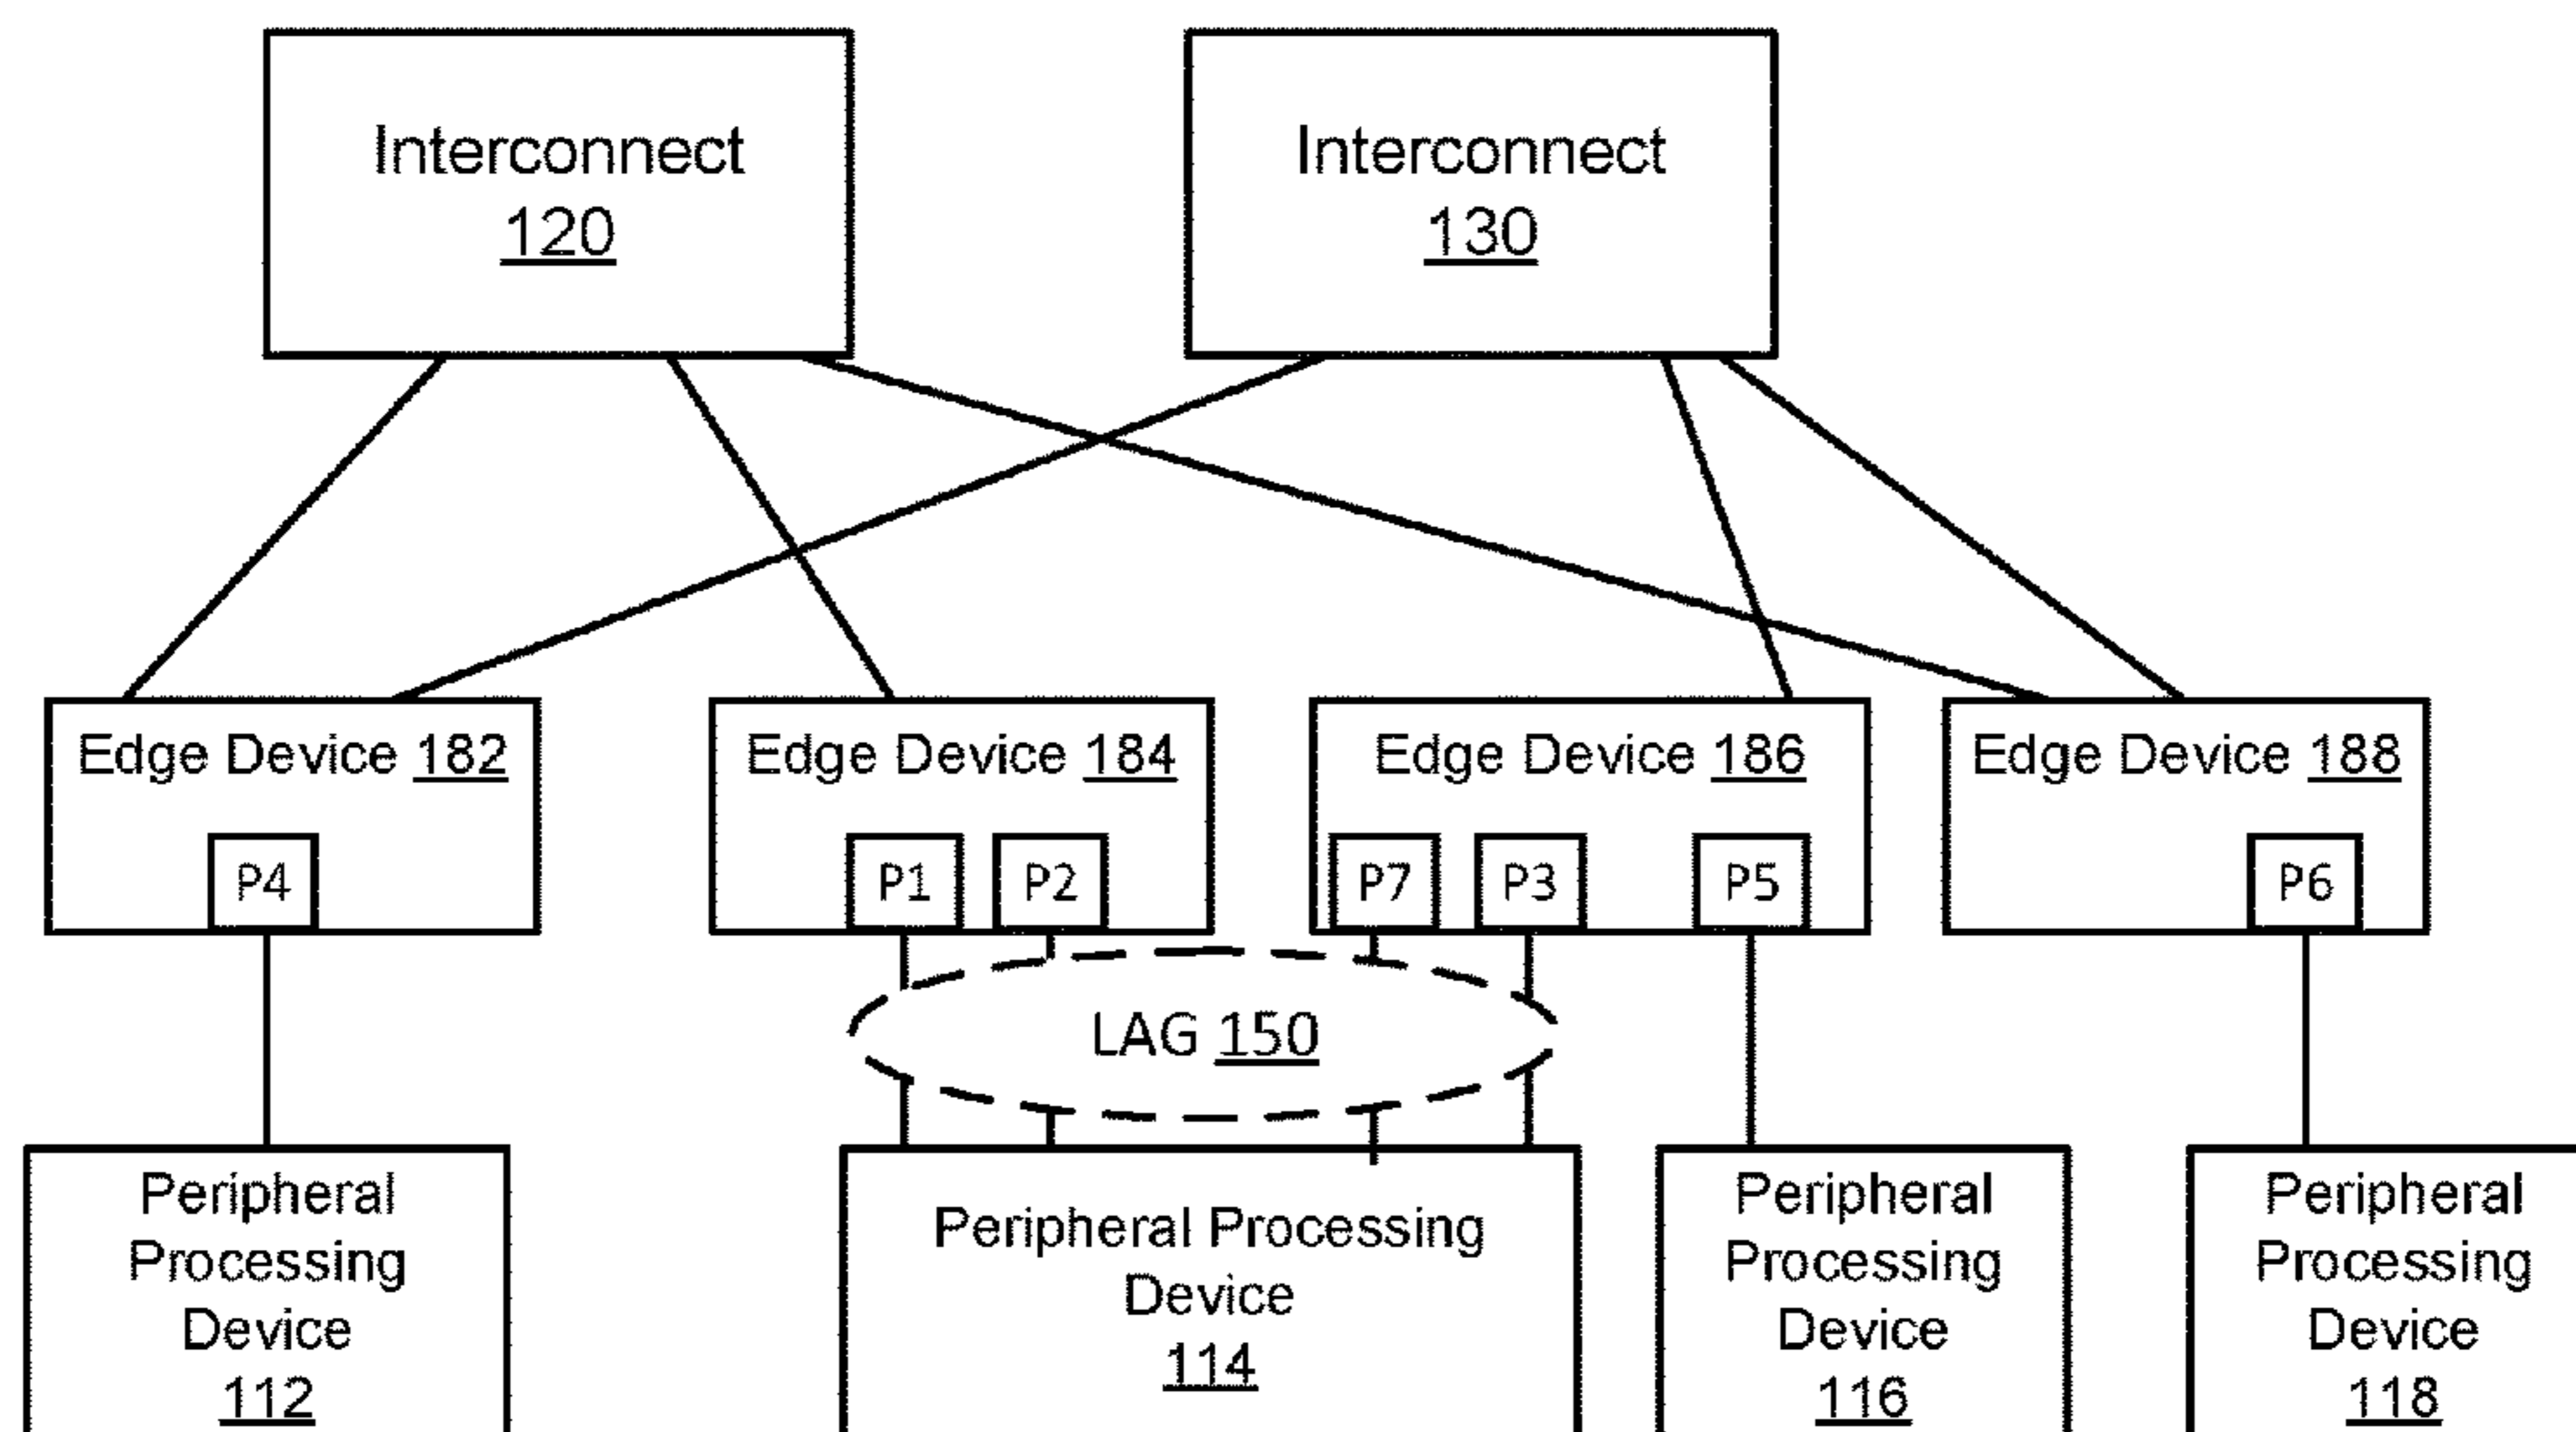 Interconnect
120
Interconnect
130
Edge Device 182
Edge Device 184
Edge Device 186
Edge Device 188
P4
P1
P2
P7
P3
P5
P6
LAG 150
Peripheral
Processing
Device
112
Peripheral Processing
Device
114
Peripheral
Processing
Device
116
Peripheral
Processing
Device
118